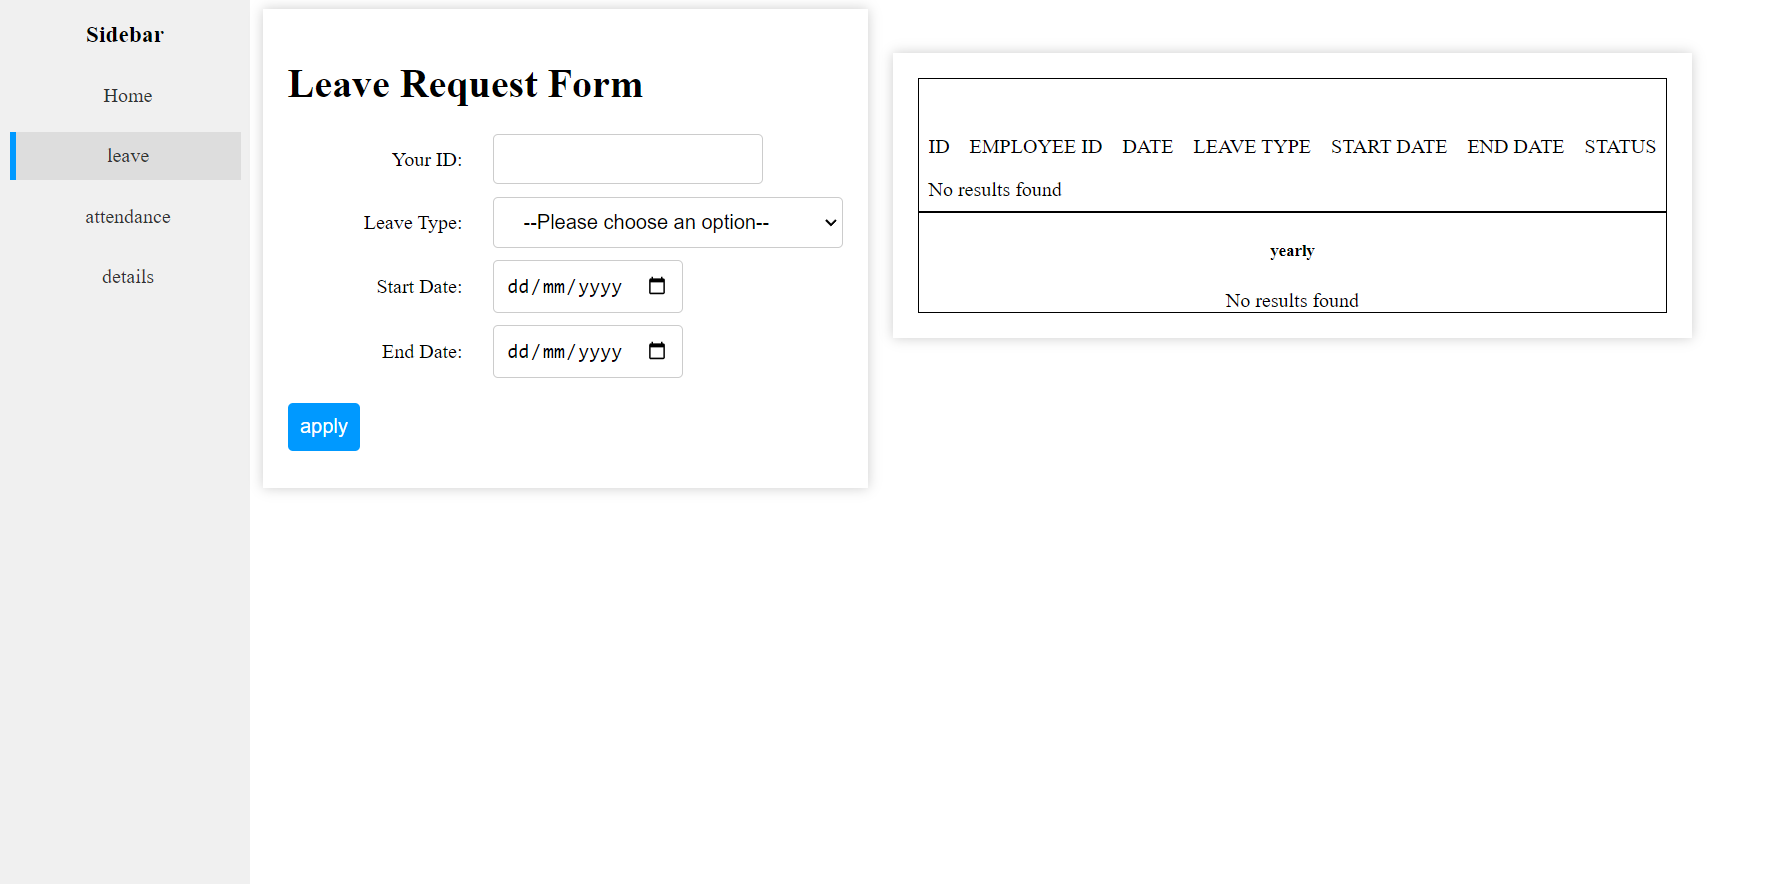 Sidebar
Home
leave
attendance
details
Leave Request Form
Your ID:
Leave Type: --Please choose an option--
Start Date: dd/mm/yyyy
End Date: dd/mm/yyyy
apply
ID EMPLOYEE ID DATE LEAVE TYPE START DATE END DATE STATUS
No results found
yearly
No results found